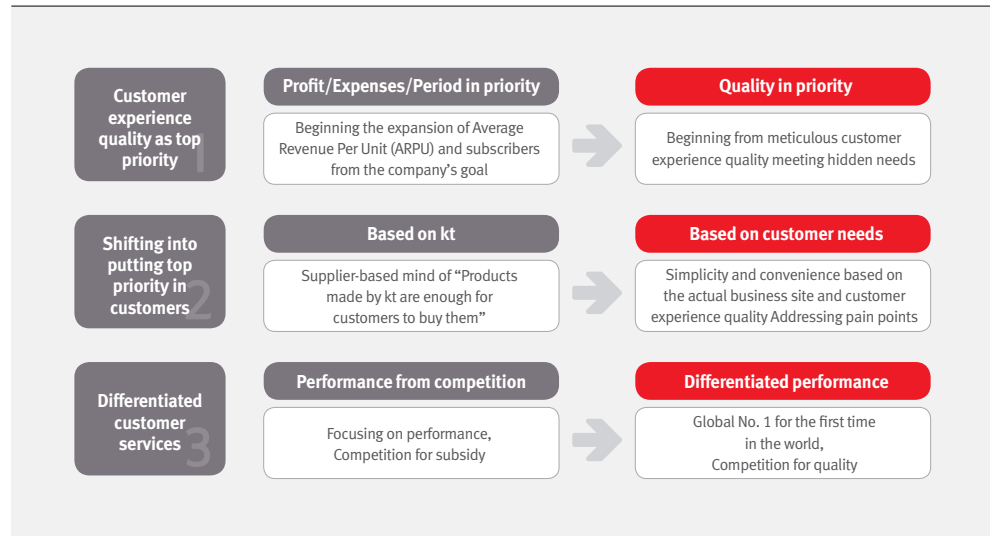 Customer
experience
quality as top
priority
1
Profit/Expenses/Period in priority
Beginning the expansion of Average
Revenue Per Unit (ARPU) and subscribers
from the company’s goal
Quality in priority
Beginning from meticulous customer
experience quality meeting hidden needs
Shifting into
putting top
priority in
customers
2
Based on kt
Supplier-based mind of “Products
made by kt are enough for
customers to buy them”
Based on customer needs
Simplicity and convenience based on
the actual business site and customer
experience quality Addressing pain points
Differentiated
customer
services
3
Performance from competition
Focusing on performance,
Competition for subsidy
Differentiated performance
Global No. 1 for the first time
in the world,
Competition for quality